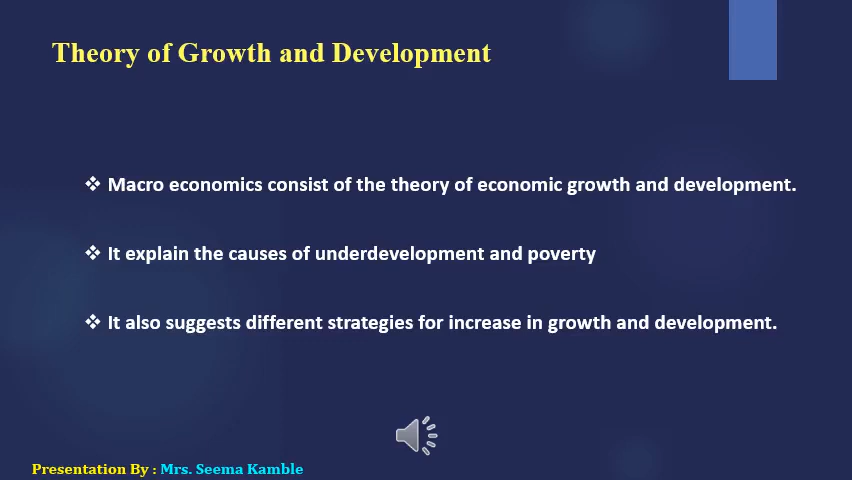 Theory of Growth and Development
❖ Macro economics consist of the theory of economic growth and development.
❖ It explain the causes of underdevelopment and poverty
❖ It also suggests different strategies for increase in growth and development.
Presentation By : Mrs. Seema Kamble